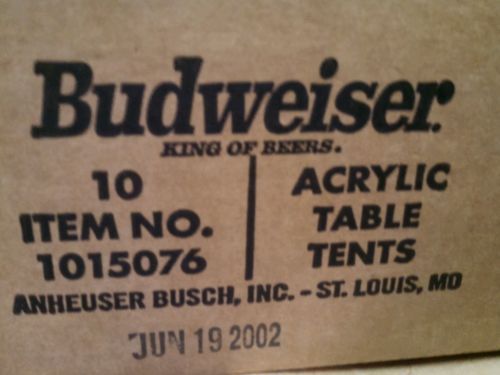 Budweiser.
KING OF BEERS.
10
ITEM NO.
1015076
ACRYLIC
TABLE
TENTS
ANHEUSER BUSCH, INC. - ST. LOUIS, MO
JUN 19 2002